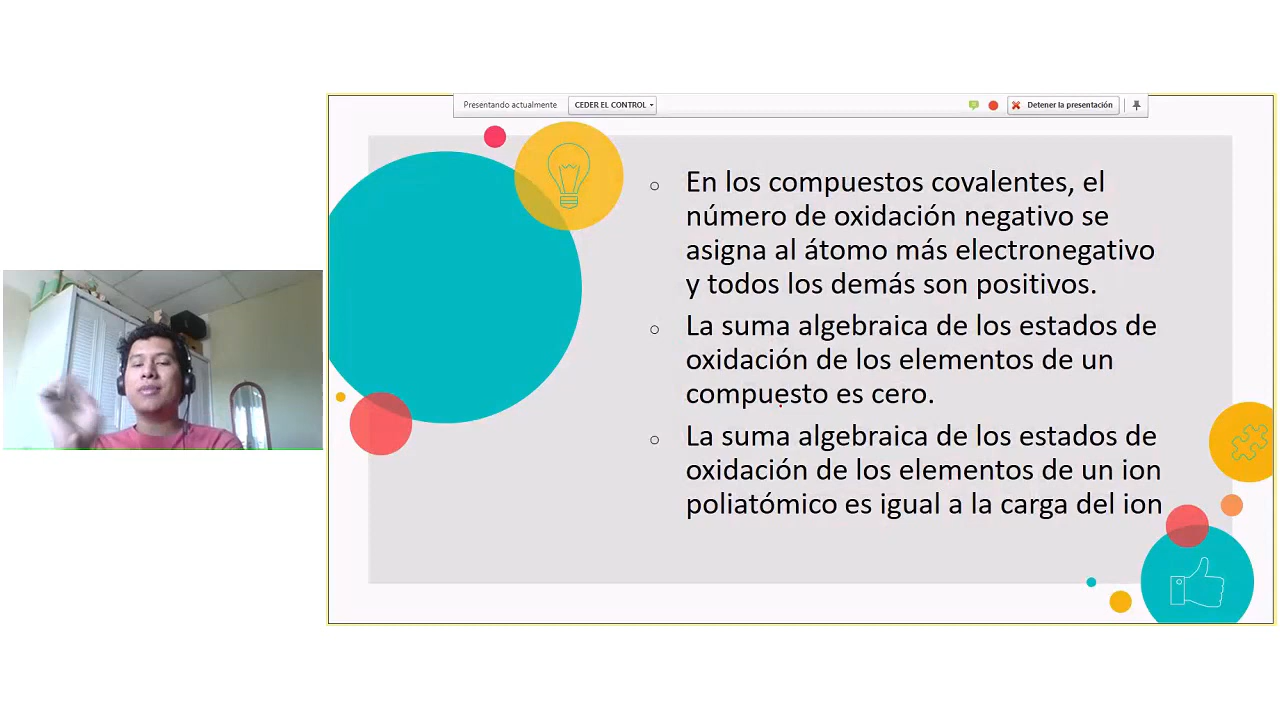 Presentando actualmente
CEDER EL CONTROL
Detener la presentación
○ En los compuestos covalentes, el
número de oxidación negativo se
asigna al átomo más electronegativo
y todos los demás son positivos.
○ La suma algebraica de los estados de
oxidación de los elementos de un
compuesto es cero.
○ La suma algebraica de los estados de
oxidación de los elementos de un ion
poliatómico es igual a la carga del ion